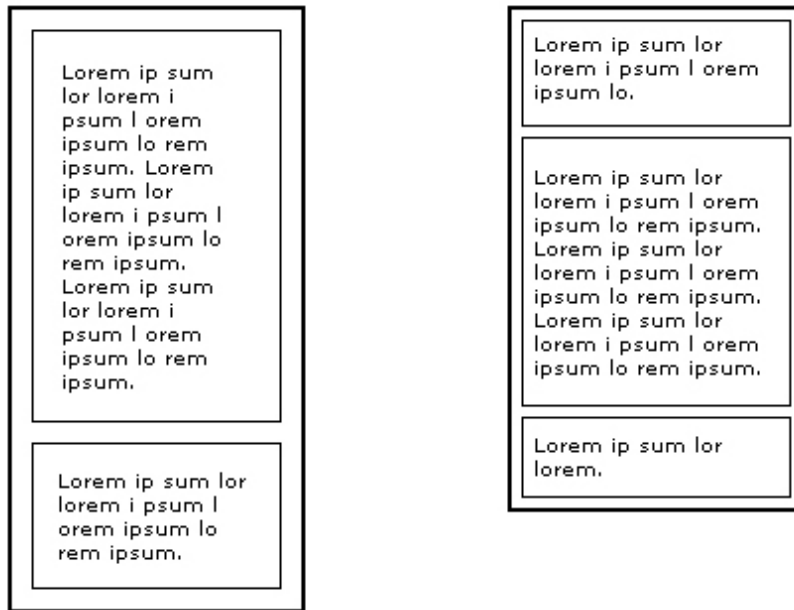 Lorem ip sum
lor lorem i
psum l orem
ipsum lo rem
ipsum. Lorem
ip sum lor
lorem i psum l
orem ipsum lo
rem ipsum.
Lorem ip sum
lor lorem i
psum l orem
ipsum lo rem
ipsum.
Lorem ip sum lor
lorem i psum l
orem ipsum lo
rem ipsum.
Lorem ip sum lor
lorem i psum l orem
ipsum lo.
Lorem ip sum lor
lorem i psum l orem
ipsum lo rem ipsum.
Lorem ip sum lor
lorem i psum l orem
ipsum lo rem ipsum.
Lorem ip sum lor
lorem i psum l orem
ipsum lo rem ipsum.
Lorem ip sum lor
lorem.